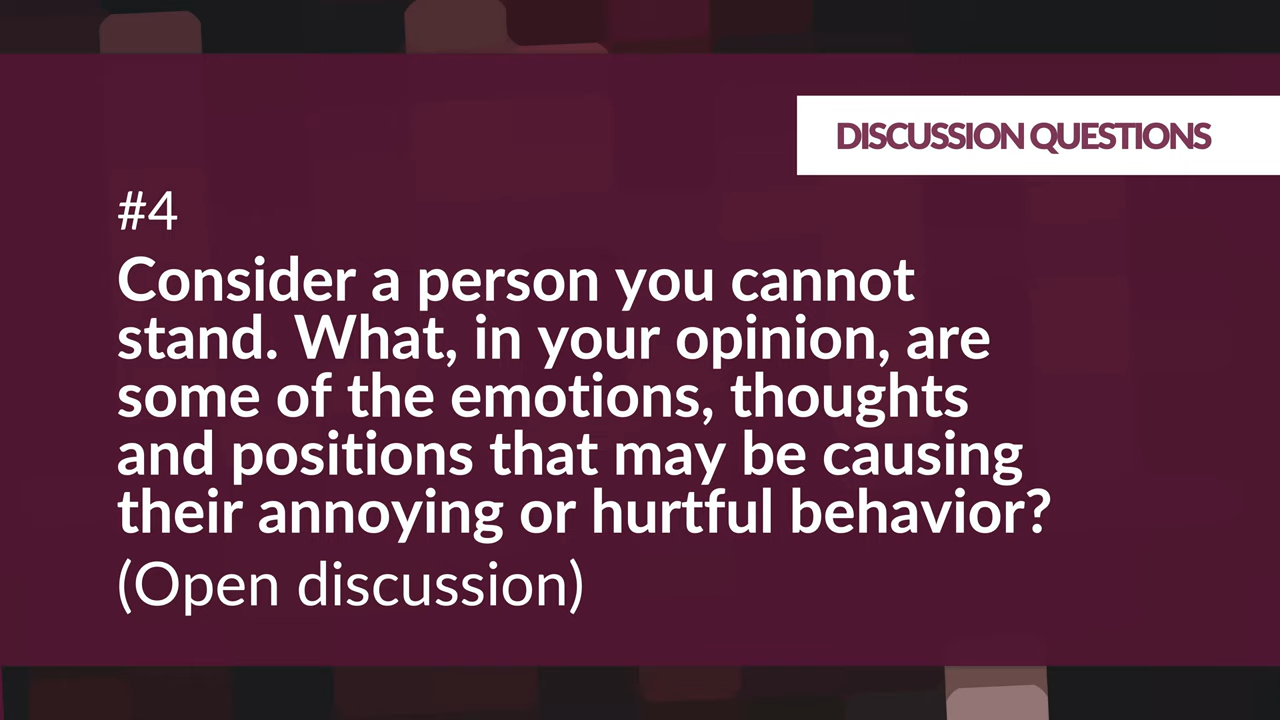 DISCUSSION QUESTIONS
#4
Consider a person you cannot
stand. What, in your opinion, are
some of the emotions, thoughts
and positions that may be causing
their annoying or hurtful behavior?
(Open discussion)